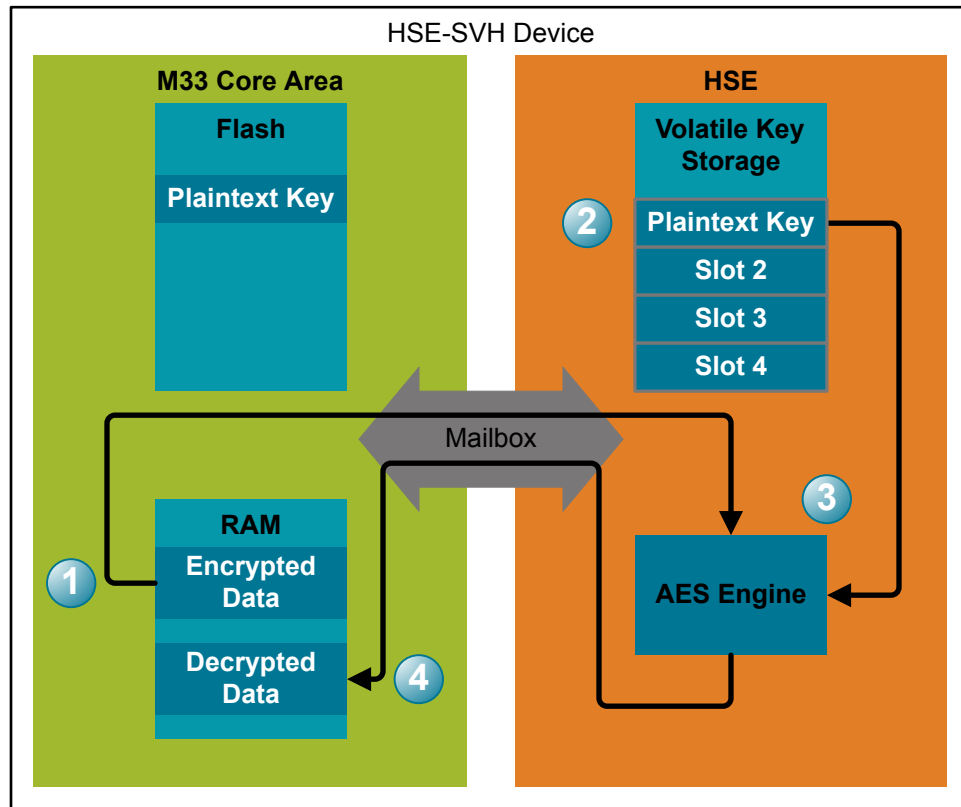 HSE-SVH Device
M33 Core Area
Flash
Plaintext Key
RAM
1
Encrypted
Data
Decrypted
Data
4
Mailbox
HSE
Volatile Key
Storage
2
Plaintext Key
Slot 2
Slot 3
Slot 4
3
AES Engine